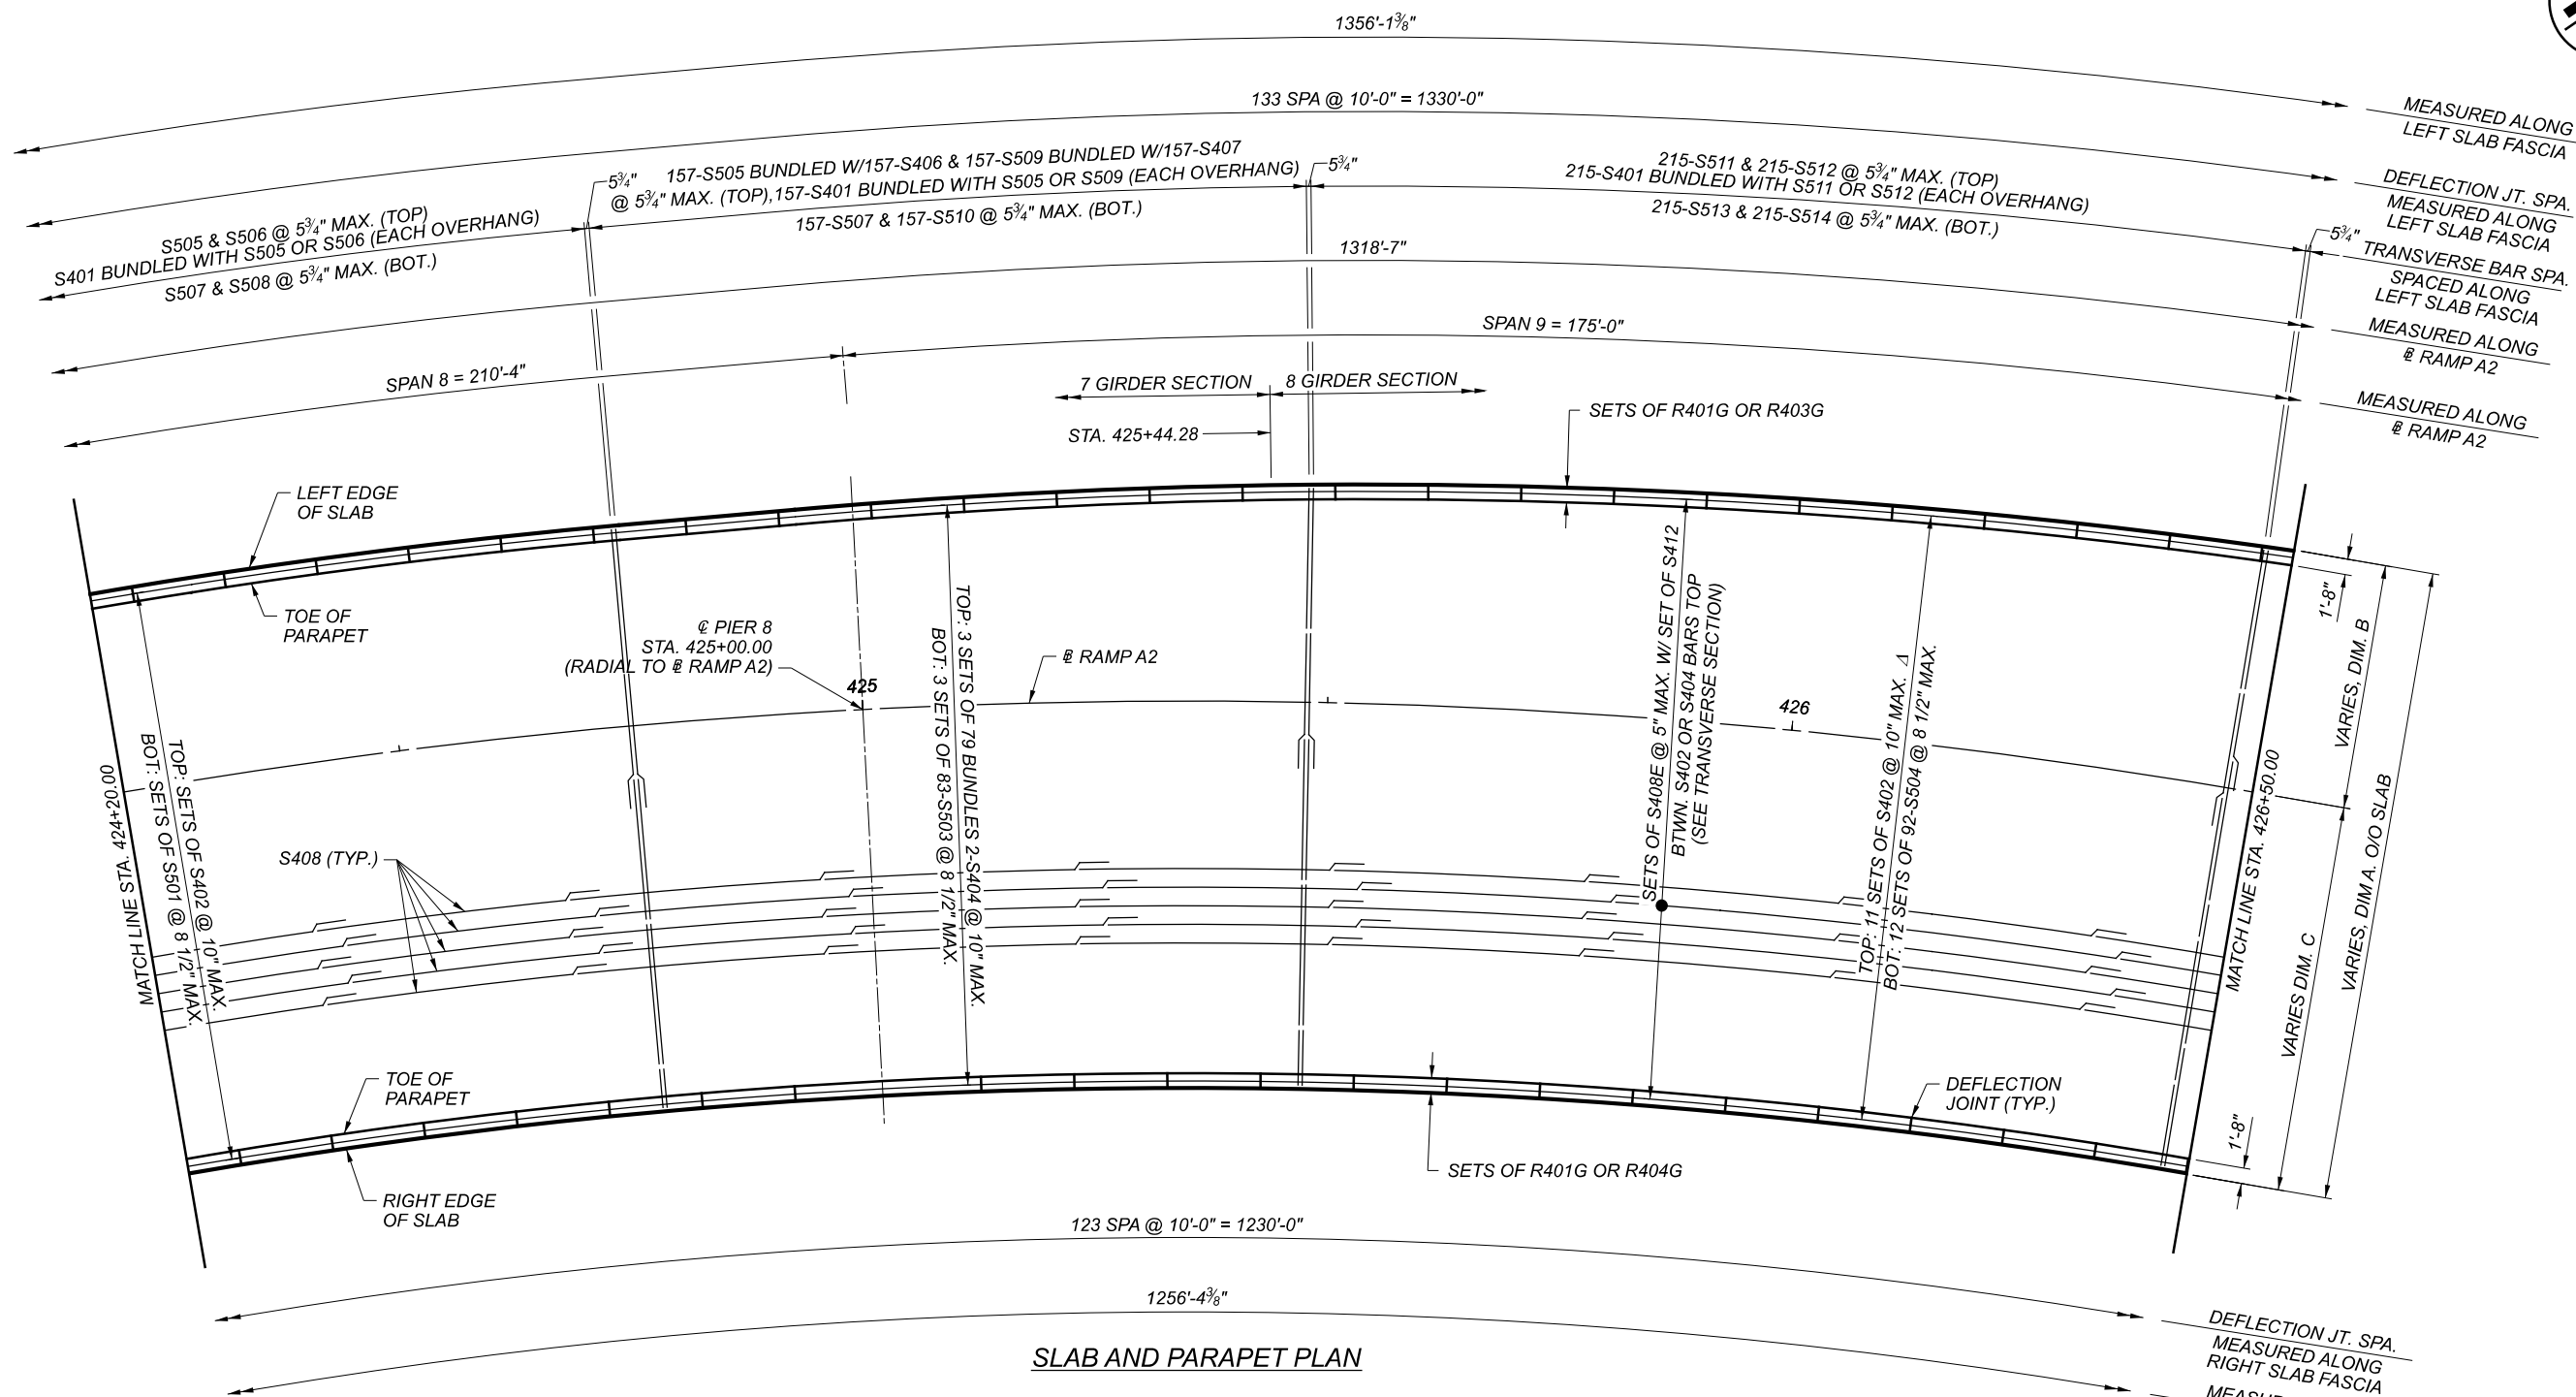 1356'-1⅜"
133 SPA @ 10'-0" = 1330'-0"
MEASURED ALONG
LEFT SLAB FASCIA
S505 & S506 @ 5¾" MAX. (TOP)
S401 BUNDLED WITH S505 OR S506 (EACH OVERHANG)
S507 & S508 @ 5¾" MAX. (BOT.)
5¾"
157-S505 BUNDLED W/157-S406 & 157-S509 BUNDLED W/157-S407
@ 5¾" MAX. (TOP),157-S401 BUNDLED WITH S505 OR S509 (EACH OVERHANG)
157-S507 & 157-S510 @ 5¾" MAX. (BOT.)
5¾"
215-S511 & 215-S512 @ 5¾" MAX. (TOP)
215-S401 BUNDLED WITH S511 OR S512 (EACH OVERHANG)
215-S513 & 215-S514 @ 5¾" MAX. (BOT.)
DEFLECTION JT. SPA.
MEASURED ALONG
LEFT SLAB FASCIA
5¾"
TRANSVERSE BAR SPA.
SPACED ALONG
LEFT SLAB FASCIA
1318'-7"
MEASURED ALONG
℄ RAMP A2
SPAN 8 = 210'-4"
SPAN 9 = 175'-0"
MEASURED ALONG
℄ RAMP A2
7 GIRDER SECTION
8 GIRDER SECTION
STA. 425+44.28
SETS OF R401G OR R403G
LEFT EDGE
OF SLAB
TOE OF
PARAPET
℄ PIER 8
STA. 425+00.00
(RADIAL TO ℄ RAMP A2)
425
℄ RAMP A2
426
MATCH LINE STA. 424+20.00
TOP: SETS OF S402 @ 10" MAX.
BOT: SETS OF S501 @ 8 1/2" MAX.
S408 (TYP.)
TOP: 3 SETS OF 79 BUNDLES 2-S404 @ 10" MAX.
BOT: 3 SETS OF 83-S503 @ 8 1/2" MAX.
SETS OF S408E @ 5" MAX. W/ SET OF S412
BTWN. S402 OR S404 BARS TOP
(SEE TRANSVERSE SECTION)
TOP: 11 SETS OF S402 @ 10" MAX. Δ
BOT: 12 SETS OF 92-S504 @ 8 1/2" MAX.
MATCH LINE STA. 426+50.00
1'-8"
VARIES, DIM. B
VARIES DIM. C
VARIES, DIM A. O/O SLAB
1'-8"
TOE OF
PARAPET
RIGHT EDGE
OF SLAB
DEFLECTION
JOINT (TYP.)
SETS OF R401G OR R404G
123 SPA @ 10'-0" = 1230'-0"
1256'-4⅜"
DEFLECTION JT. SPA.
MEASURED ALONG
RIGHT SLAB FASCIA
SLAB AND PARAPET PLAN